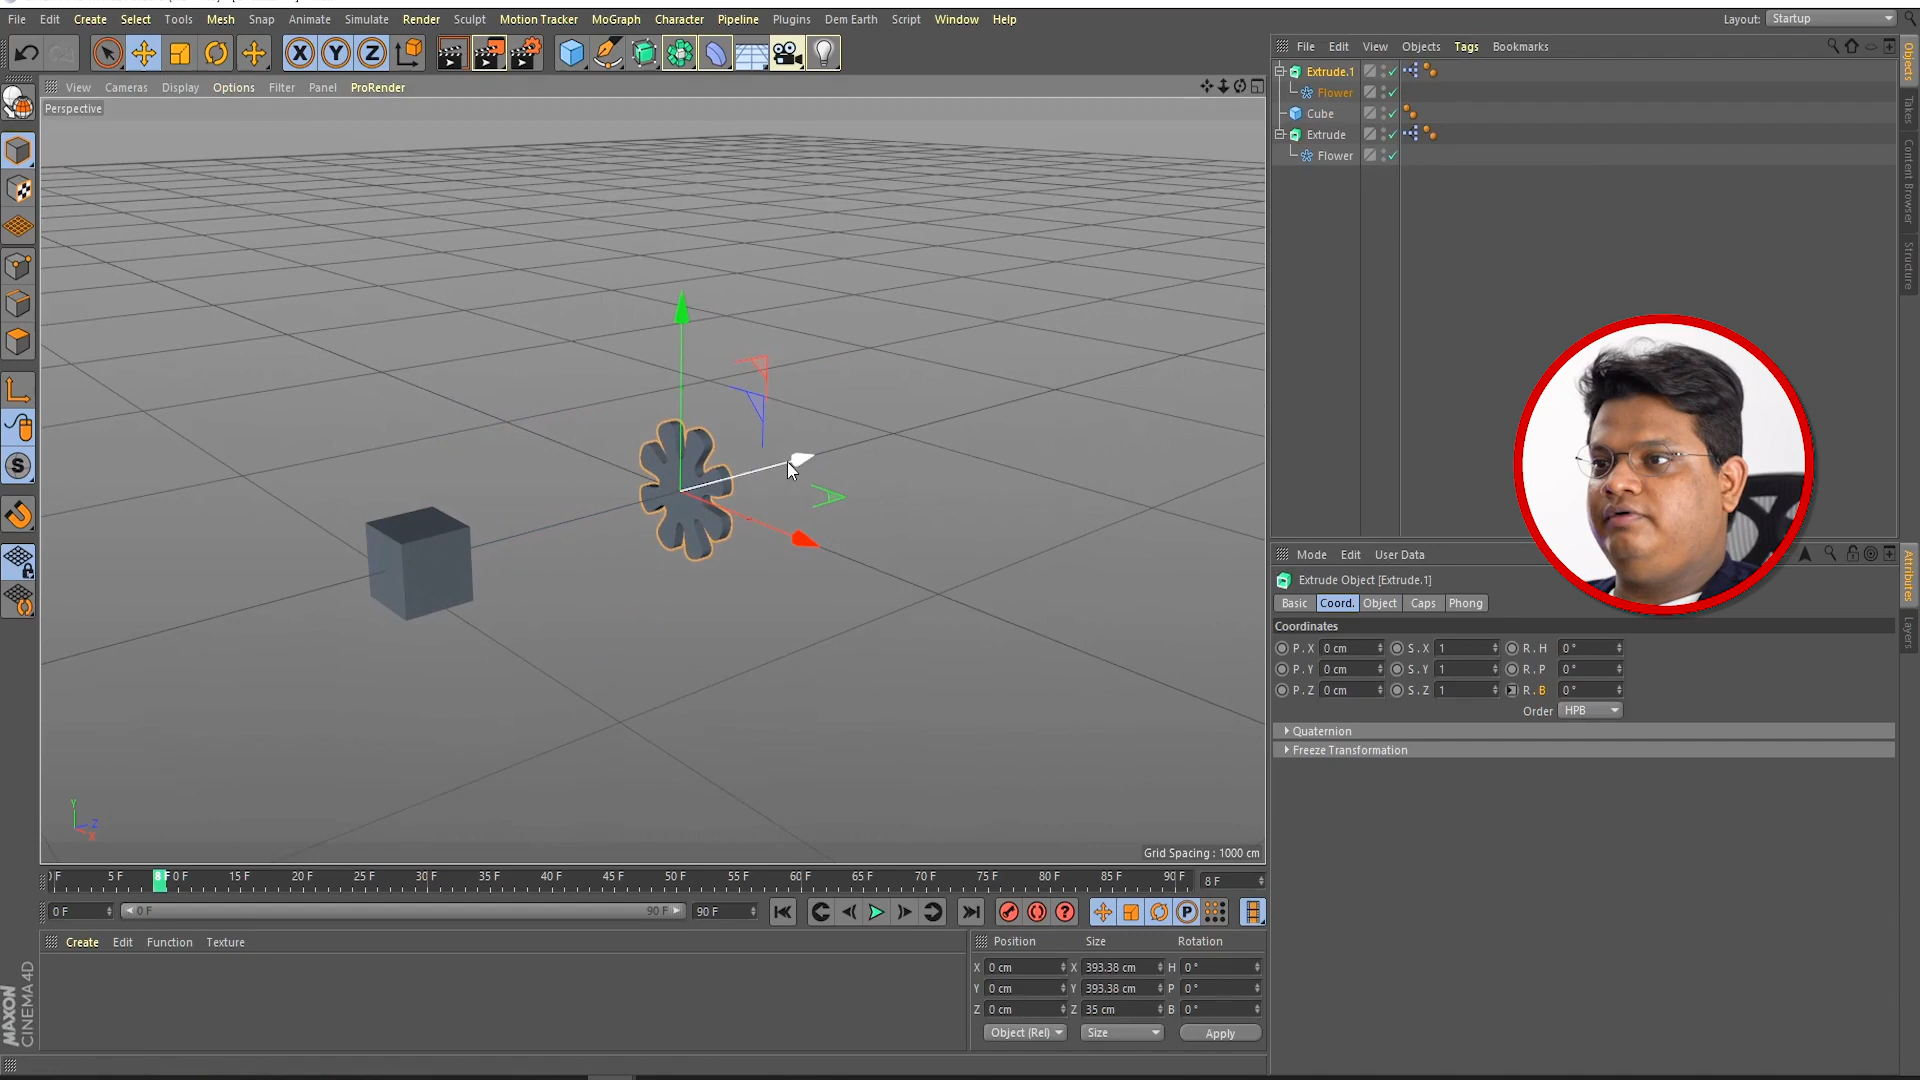 File Edit Create Select Tools Mesh Snap Animate Simulate Render Sculpt Motion Tracker MoGraph Character Pipeline Plugins Dem Earth Script Window Help
Layout: Startup
X Y Z
File Edit View Objects Tags Bookmarks
View Cameras Display Options Filter Panel ProRender
Perspective
Extrude.1
Flower
Cube
Extrude
Flower
Objects
Takes
Content Browser
Structure
S
Mode Edit User Data
Extrude Object [Extrude.1]
Basic Coord. Object Caps Phong
Coordinates
P . X 0 cm S . X 1 R . H 0 °
P . Y 0 cm S . Y 1 R . P 0 °
P . Z 0 cm S . Z 1 R . B 0 °
Order HPB
Quaternion
Freeze Transformation
Attributes
Layers
Y
Z
X
Grid Spacing : 1000 cm
5 F 8 F 15 F 20 F 25 F 30 F 35 F 40 F 45 F 50 F 55 F 60 F 65 F 70 F 75 F 80 F 85 F 90 F 8 F
0 F 0 F 90 F 90 F
P
Create Edit Function Texture
Position Size Rotation
X 0 cm X 393.38 cm H 0 °
Y 0 cm Y 393.38 cm P 0 °
Z 0 cm Z 35 cm B 0 °
Object (Rel) Size Apply
MAXON
CINEMA 4D